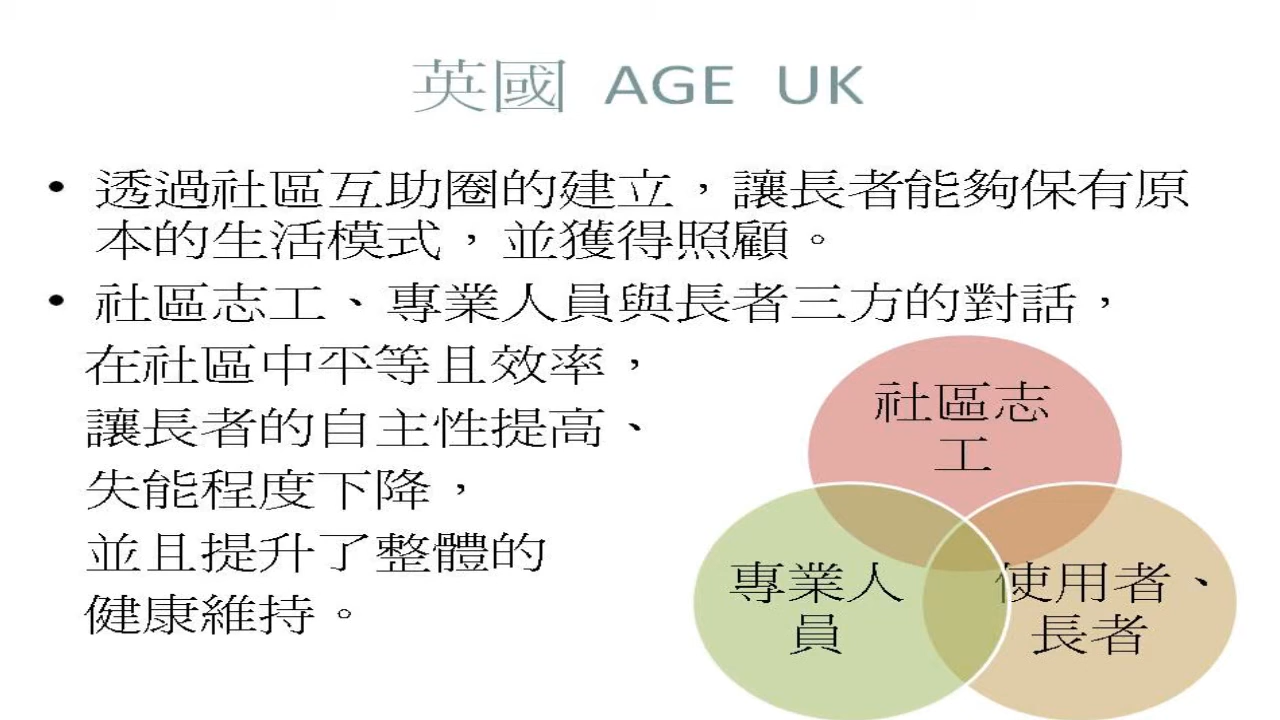 英國 AGE UK
• 透過社區互助圈的建立，讓長者能夠保有原
本的生活模式，並獲得照顧。
• 社區志工、專業人員與長者三方的對話，
在社區中平等且效率，
讓長者的自主性提高、
失能程度下降，
並且提升了整體的
健康維持。
社區志
工
專業人
員
使用者、
長者